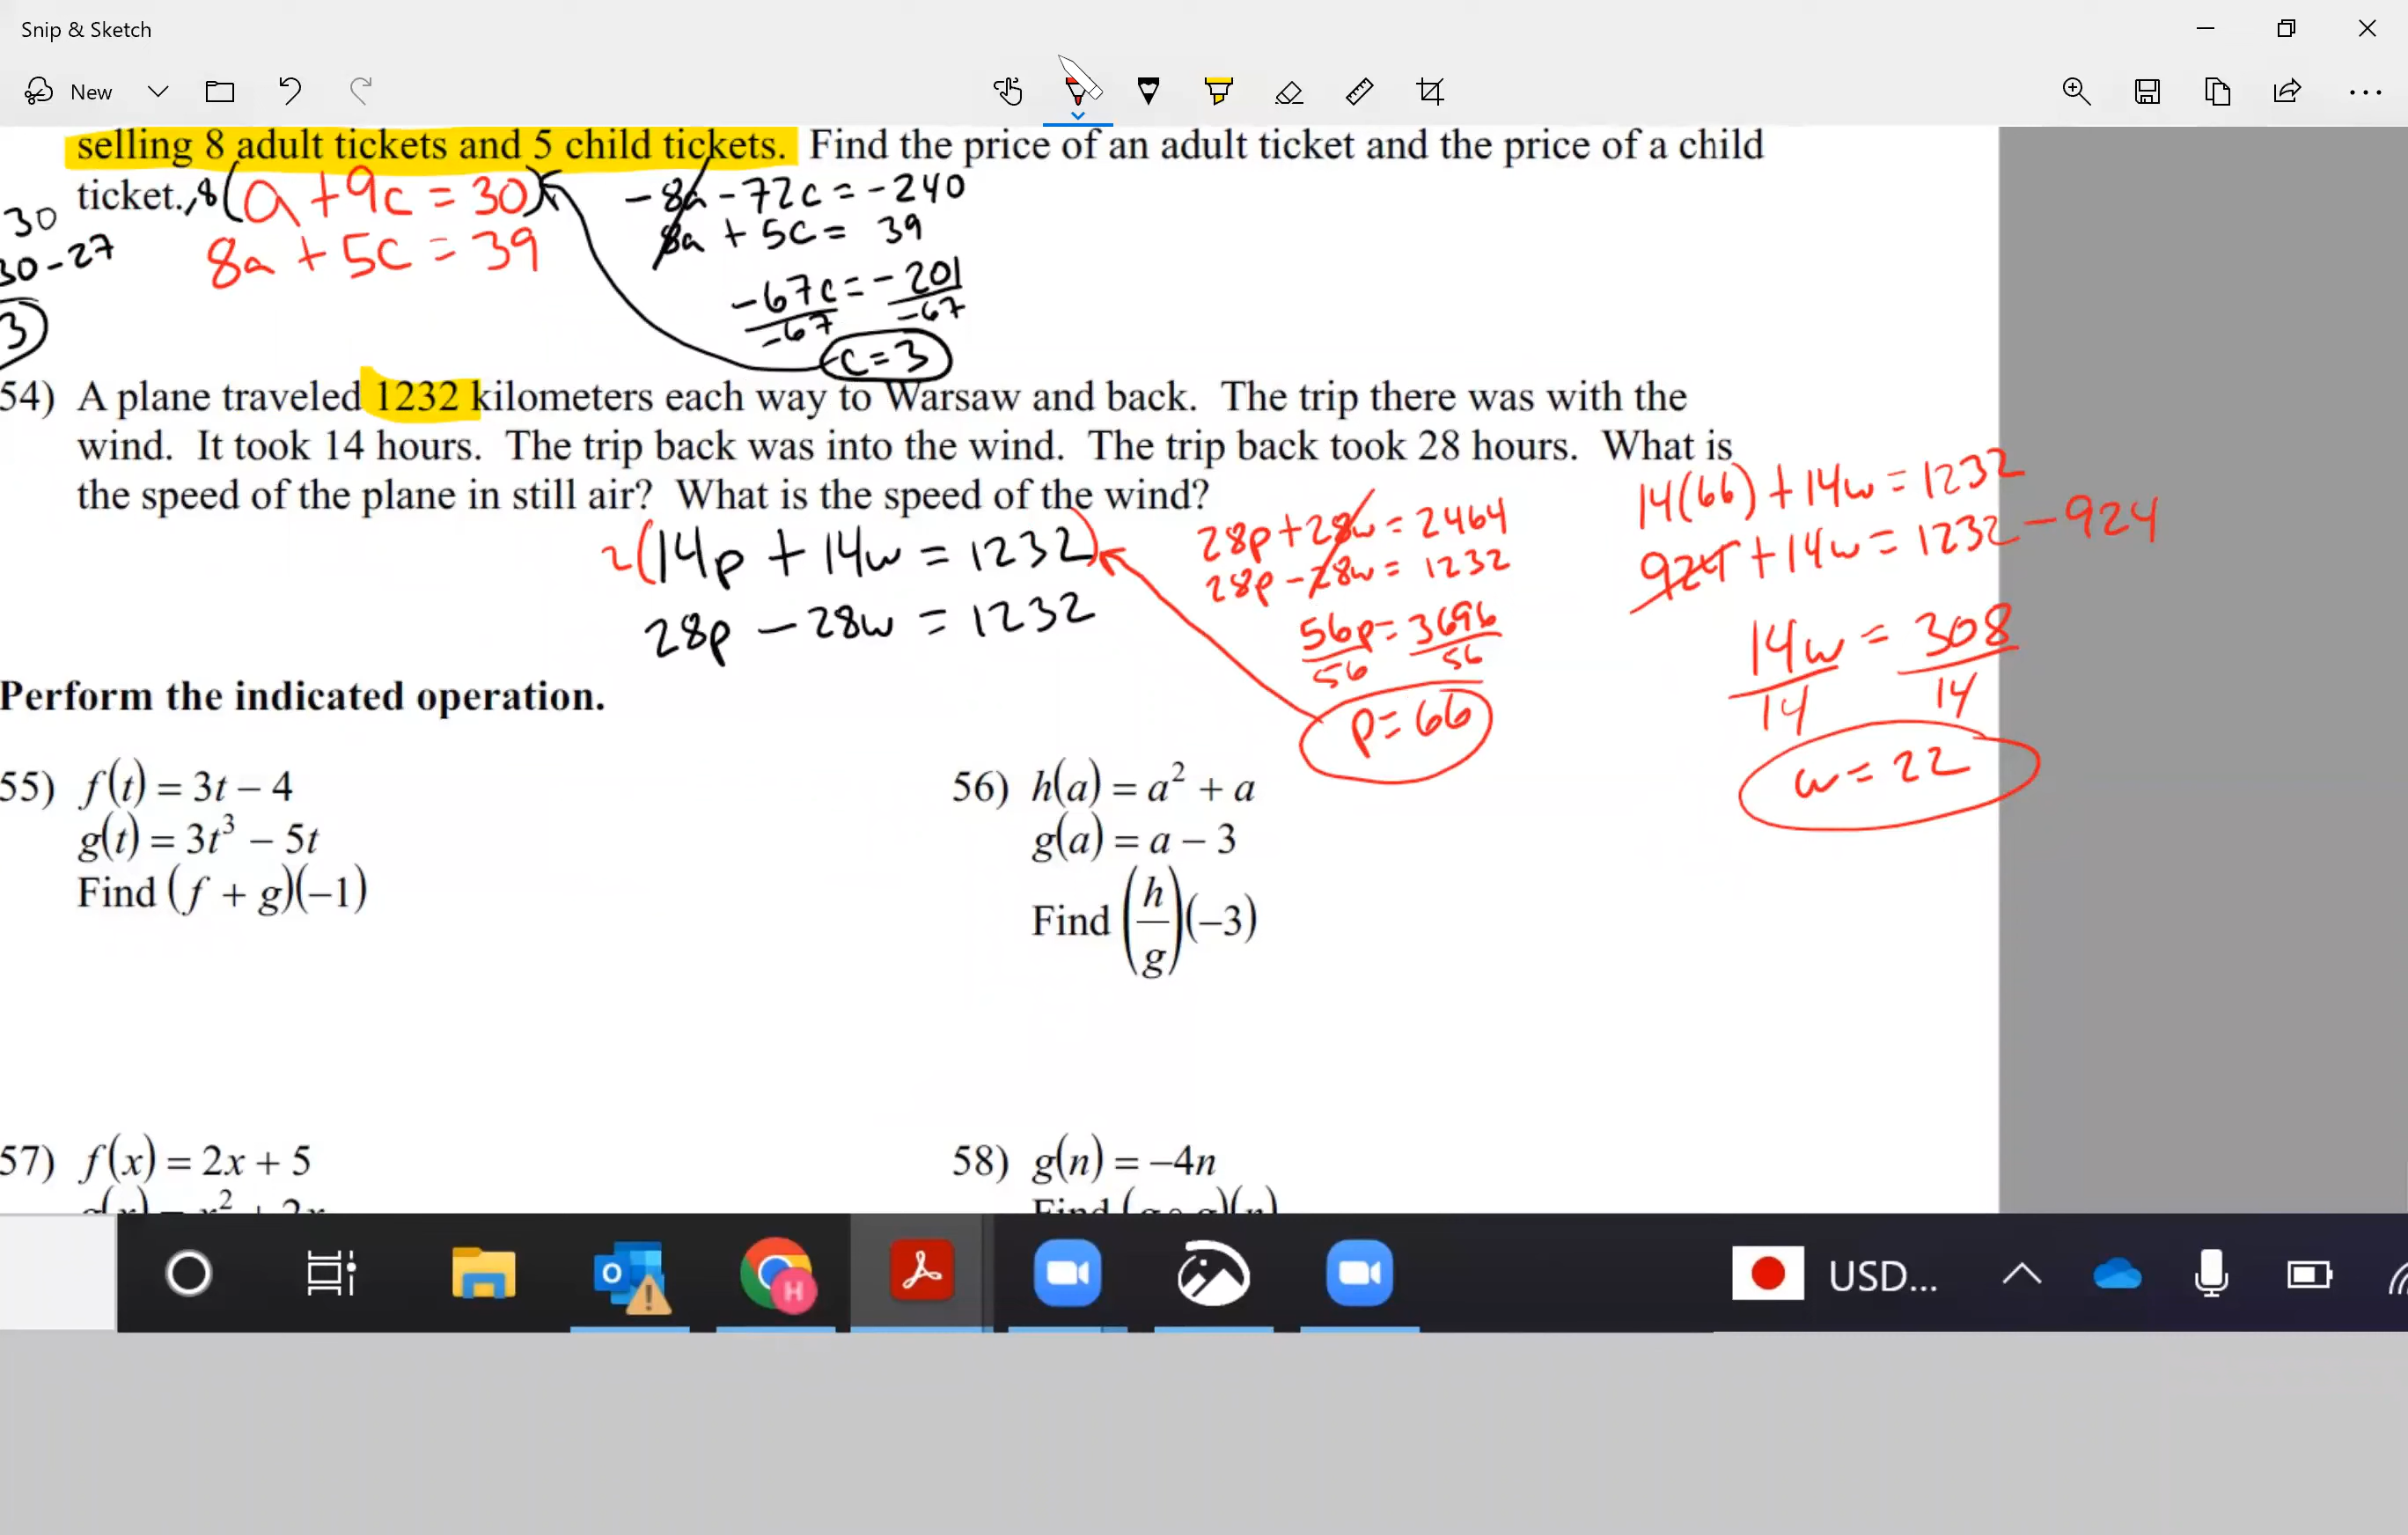 Snip & Sketch
New
selling 8 adult tickets and 5 child tickets. Find the price of an adult ticket and the price of a child
ticket.
-8(a + 9c = 30)
8a + 5c = 39
30
30 - 27
3
-8a - 72c = -240
8a + 5c = 39
-67c = -201
-67 -67
c = 3
54) A plane traveled 1232 kilometers each way to Warsaw and back. The trip there was with the
wind. It took 14 hours. The trip back was into the wind. The trip back took 28 hours. What is
the speed of the plane in still air? What is the speed of the wind?
2(14p + 14w = 1232)
28p - 28w = 1232
28p + 28w = 2464
28p - 28w = 1232
56p = 3696
56 56
p = 66
14(66) + 14w = 1232
924 + 14w = 1232 - 924
14w = 308
14 14
w = 22
Perform the indicated operation.
55) f(t) = 3t – 4
g(t) = 3t³ – 5t
Find (f + g)(–1)
56) h(a) = a² + a
g(a) = a – 3
Find (h/g)(–3)
57) f(x) = 2x + 5
g(x) = x² + 2x
58) g(n) = –4n
Find (g ∘ g)(n)
H
USD...